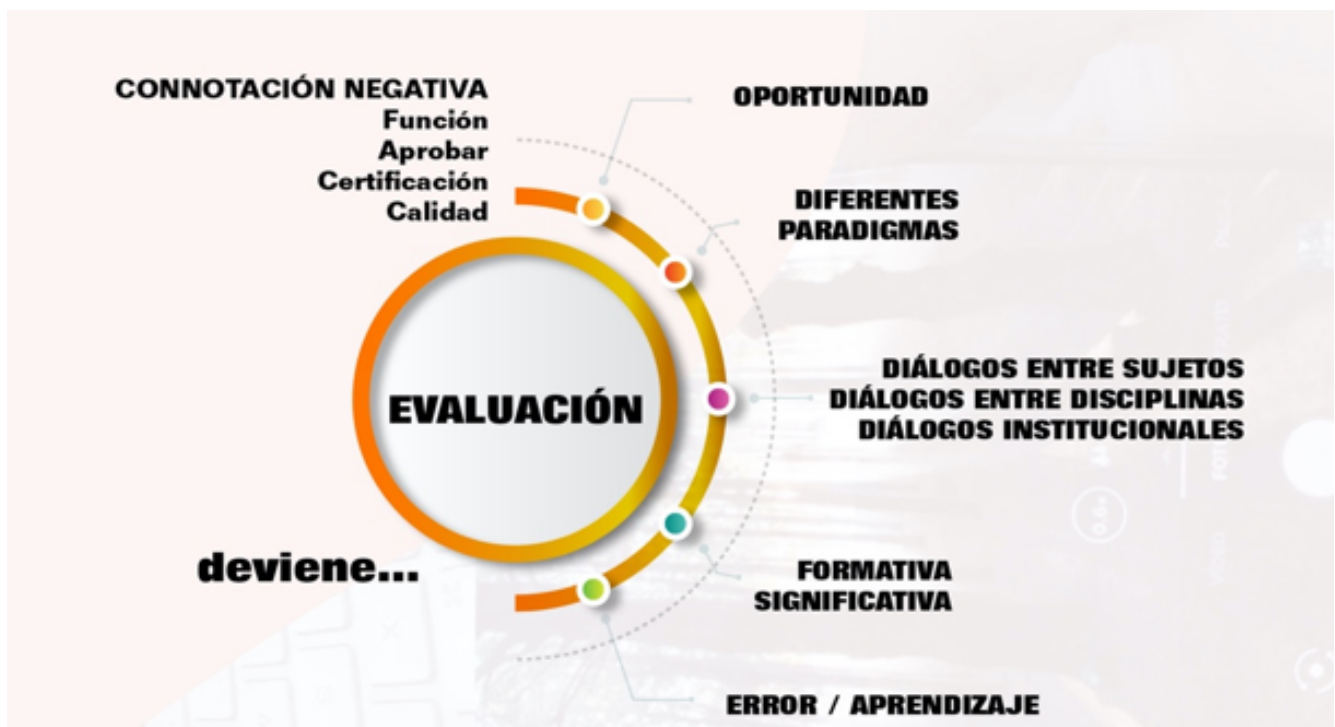 CONNOTACIÓN NEGATIVA
Función
Aprobar
Certificación
Calidad
EVALUACIÓN
deviene...
OPORTUNIDAD
DIFERENTES
PARADIGMAS
DIÁLOGOS ENTRE SUJETOS
DIÁLOGOS ENTRE DISCIPLINAS
DIÁLOGOS INSTITUCIONALES
FORMATIVA
SIGNIFICATIVA
ERROR / APRENDIZAJE